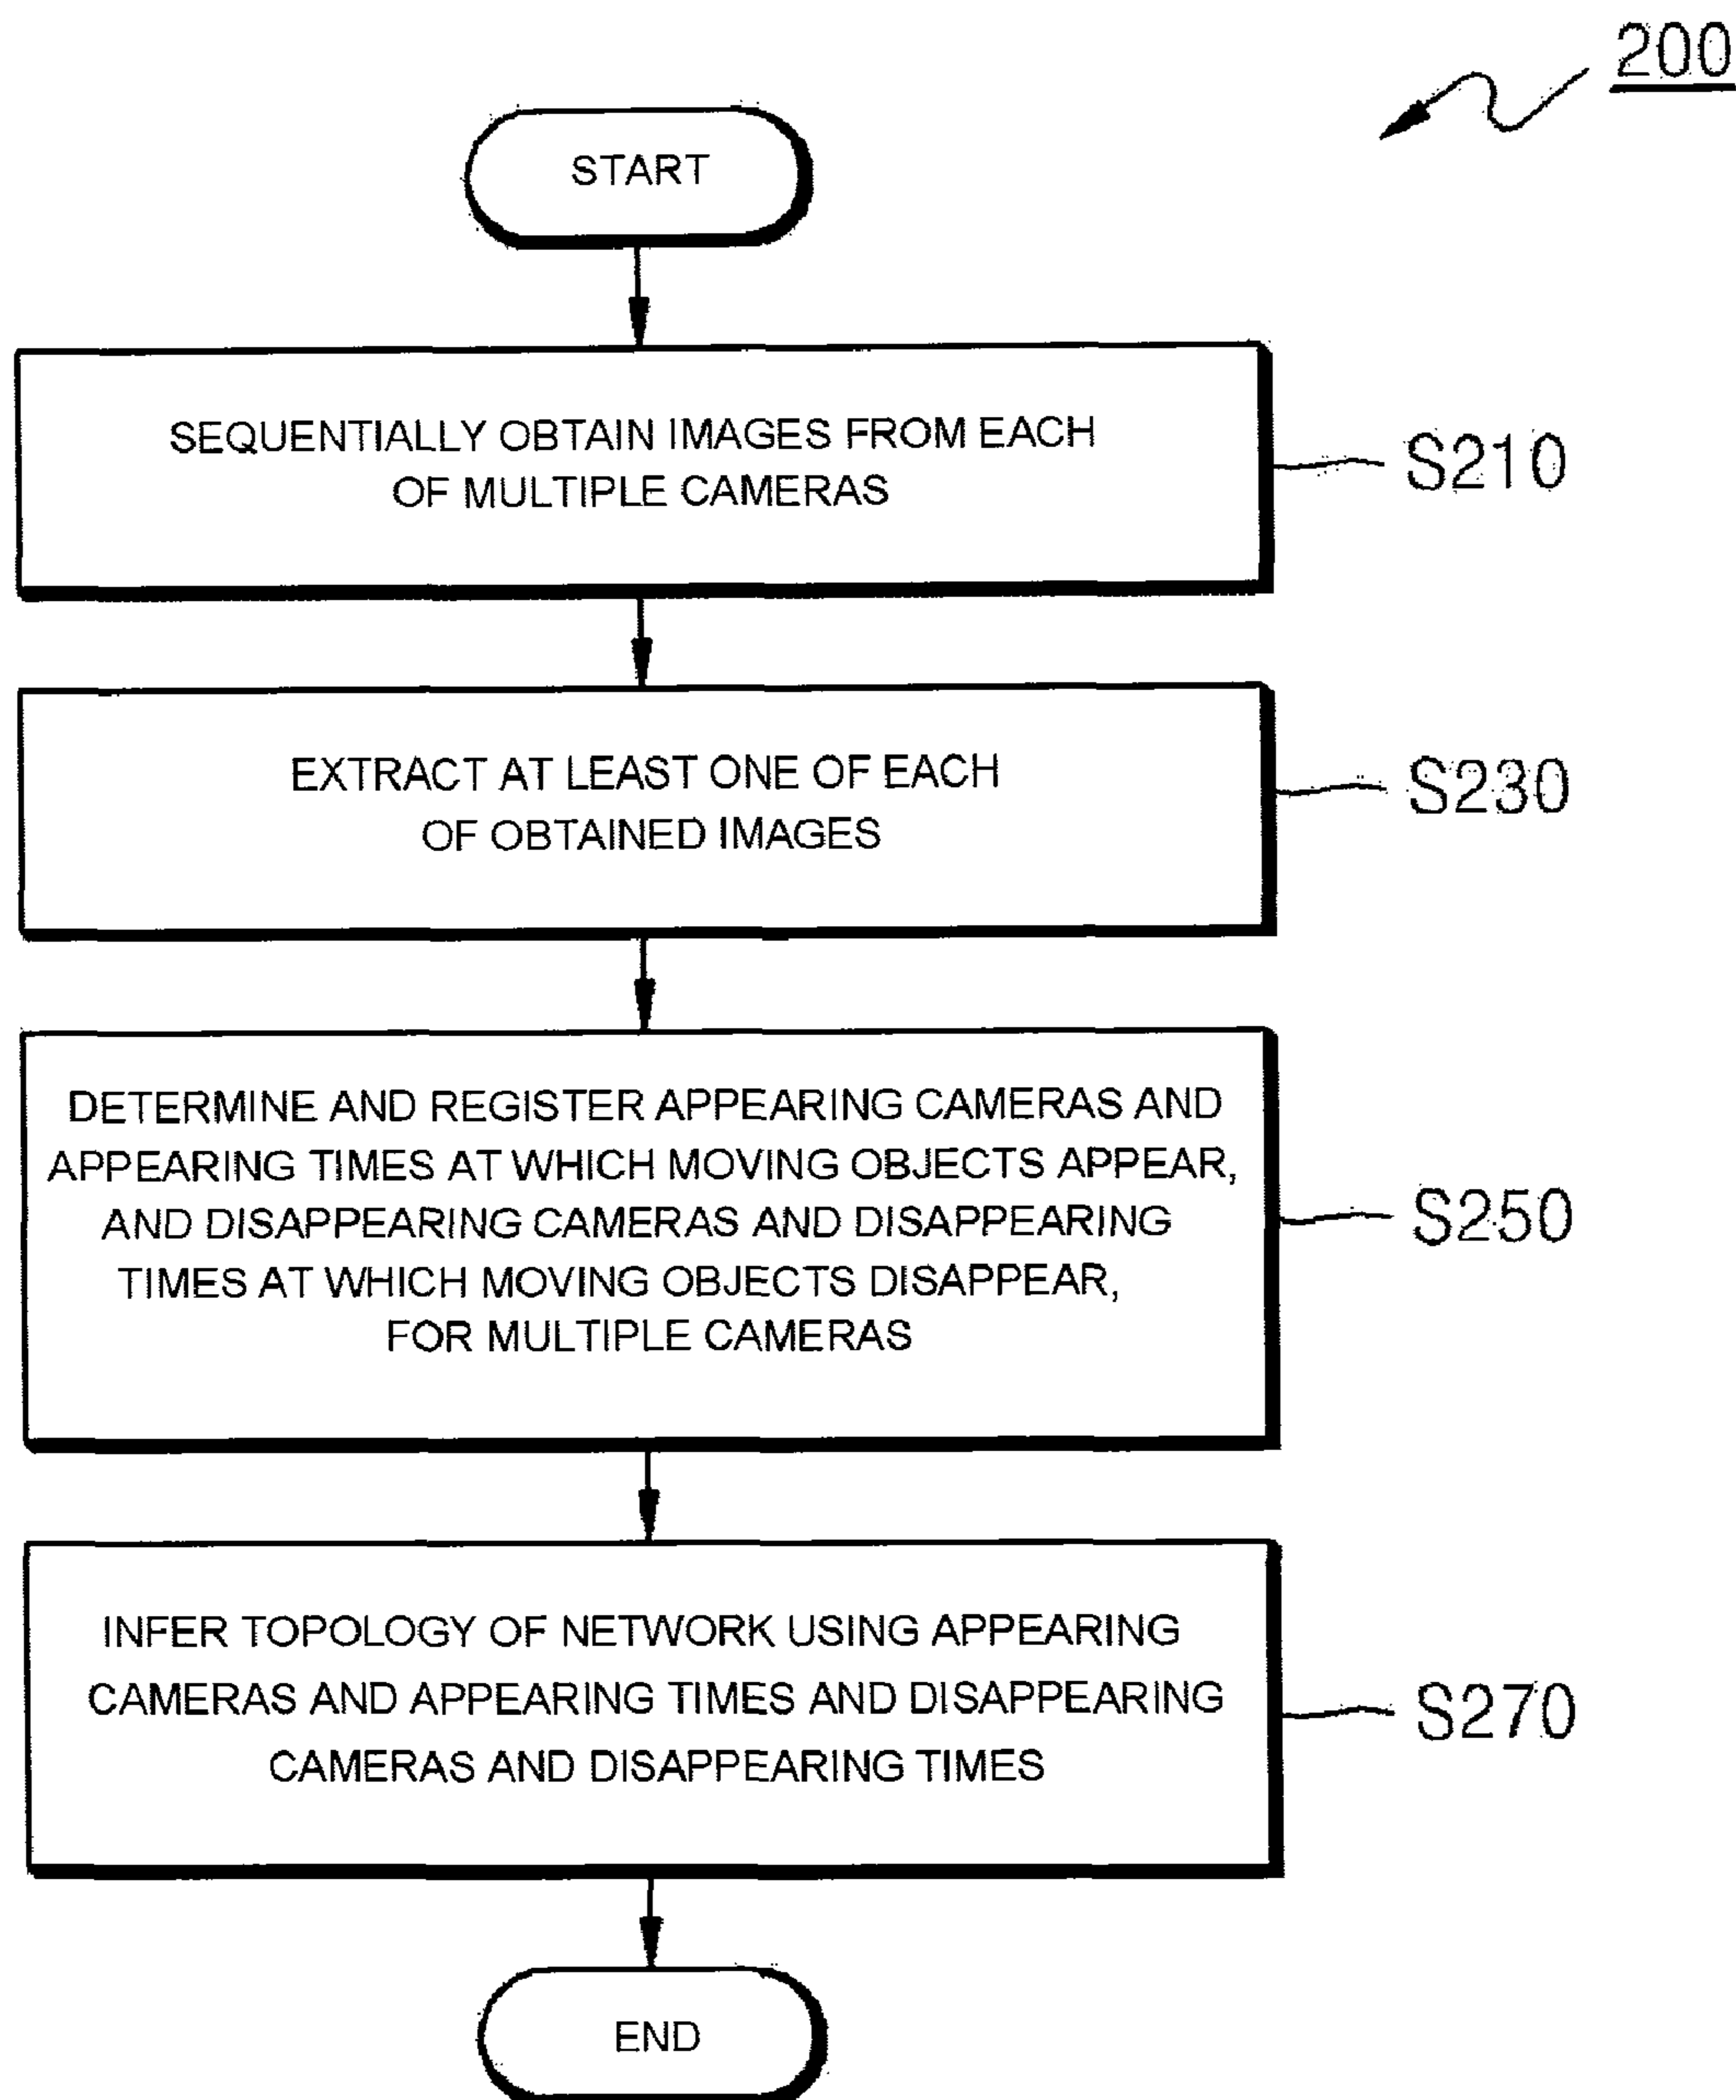 200
START
SEQUENTIALLY OBTAIN IMAGES FROM EACH
OF MULTIPLE CAMERAS
S210
EXTRACT AT LEAST ONE OF EACH
OF OBTAINED IMAGES
S230
DETERMINE AND REGISTER APPEARING CAMERAS AND
APPEARING TIMES AT WHICH MOVING OBJECTS APPEAR,
AND DISAPPEARING CAMERAS AND DISAPPEARING
TIMES AT WHICH MOVING OBJECTS DISAPPEAR,
FOR MULTIPLE CAMERAS
S250
INFER TOPOLOGY OF NETWORK USING APPEARING
CAMERAS AND APPEARING TIMES AND DISAPPEARING
CAMERAS AND DISAPPEARING TIMES
S270
END